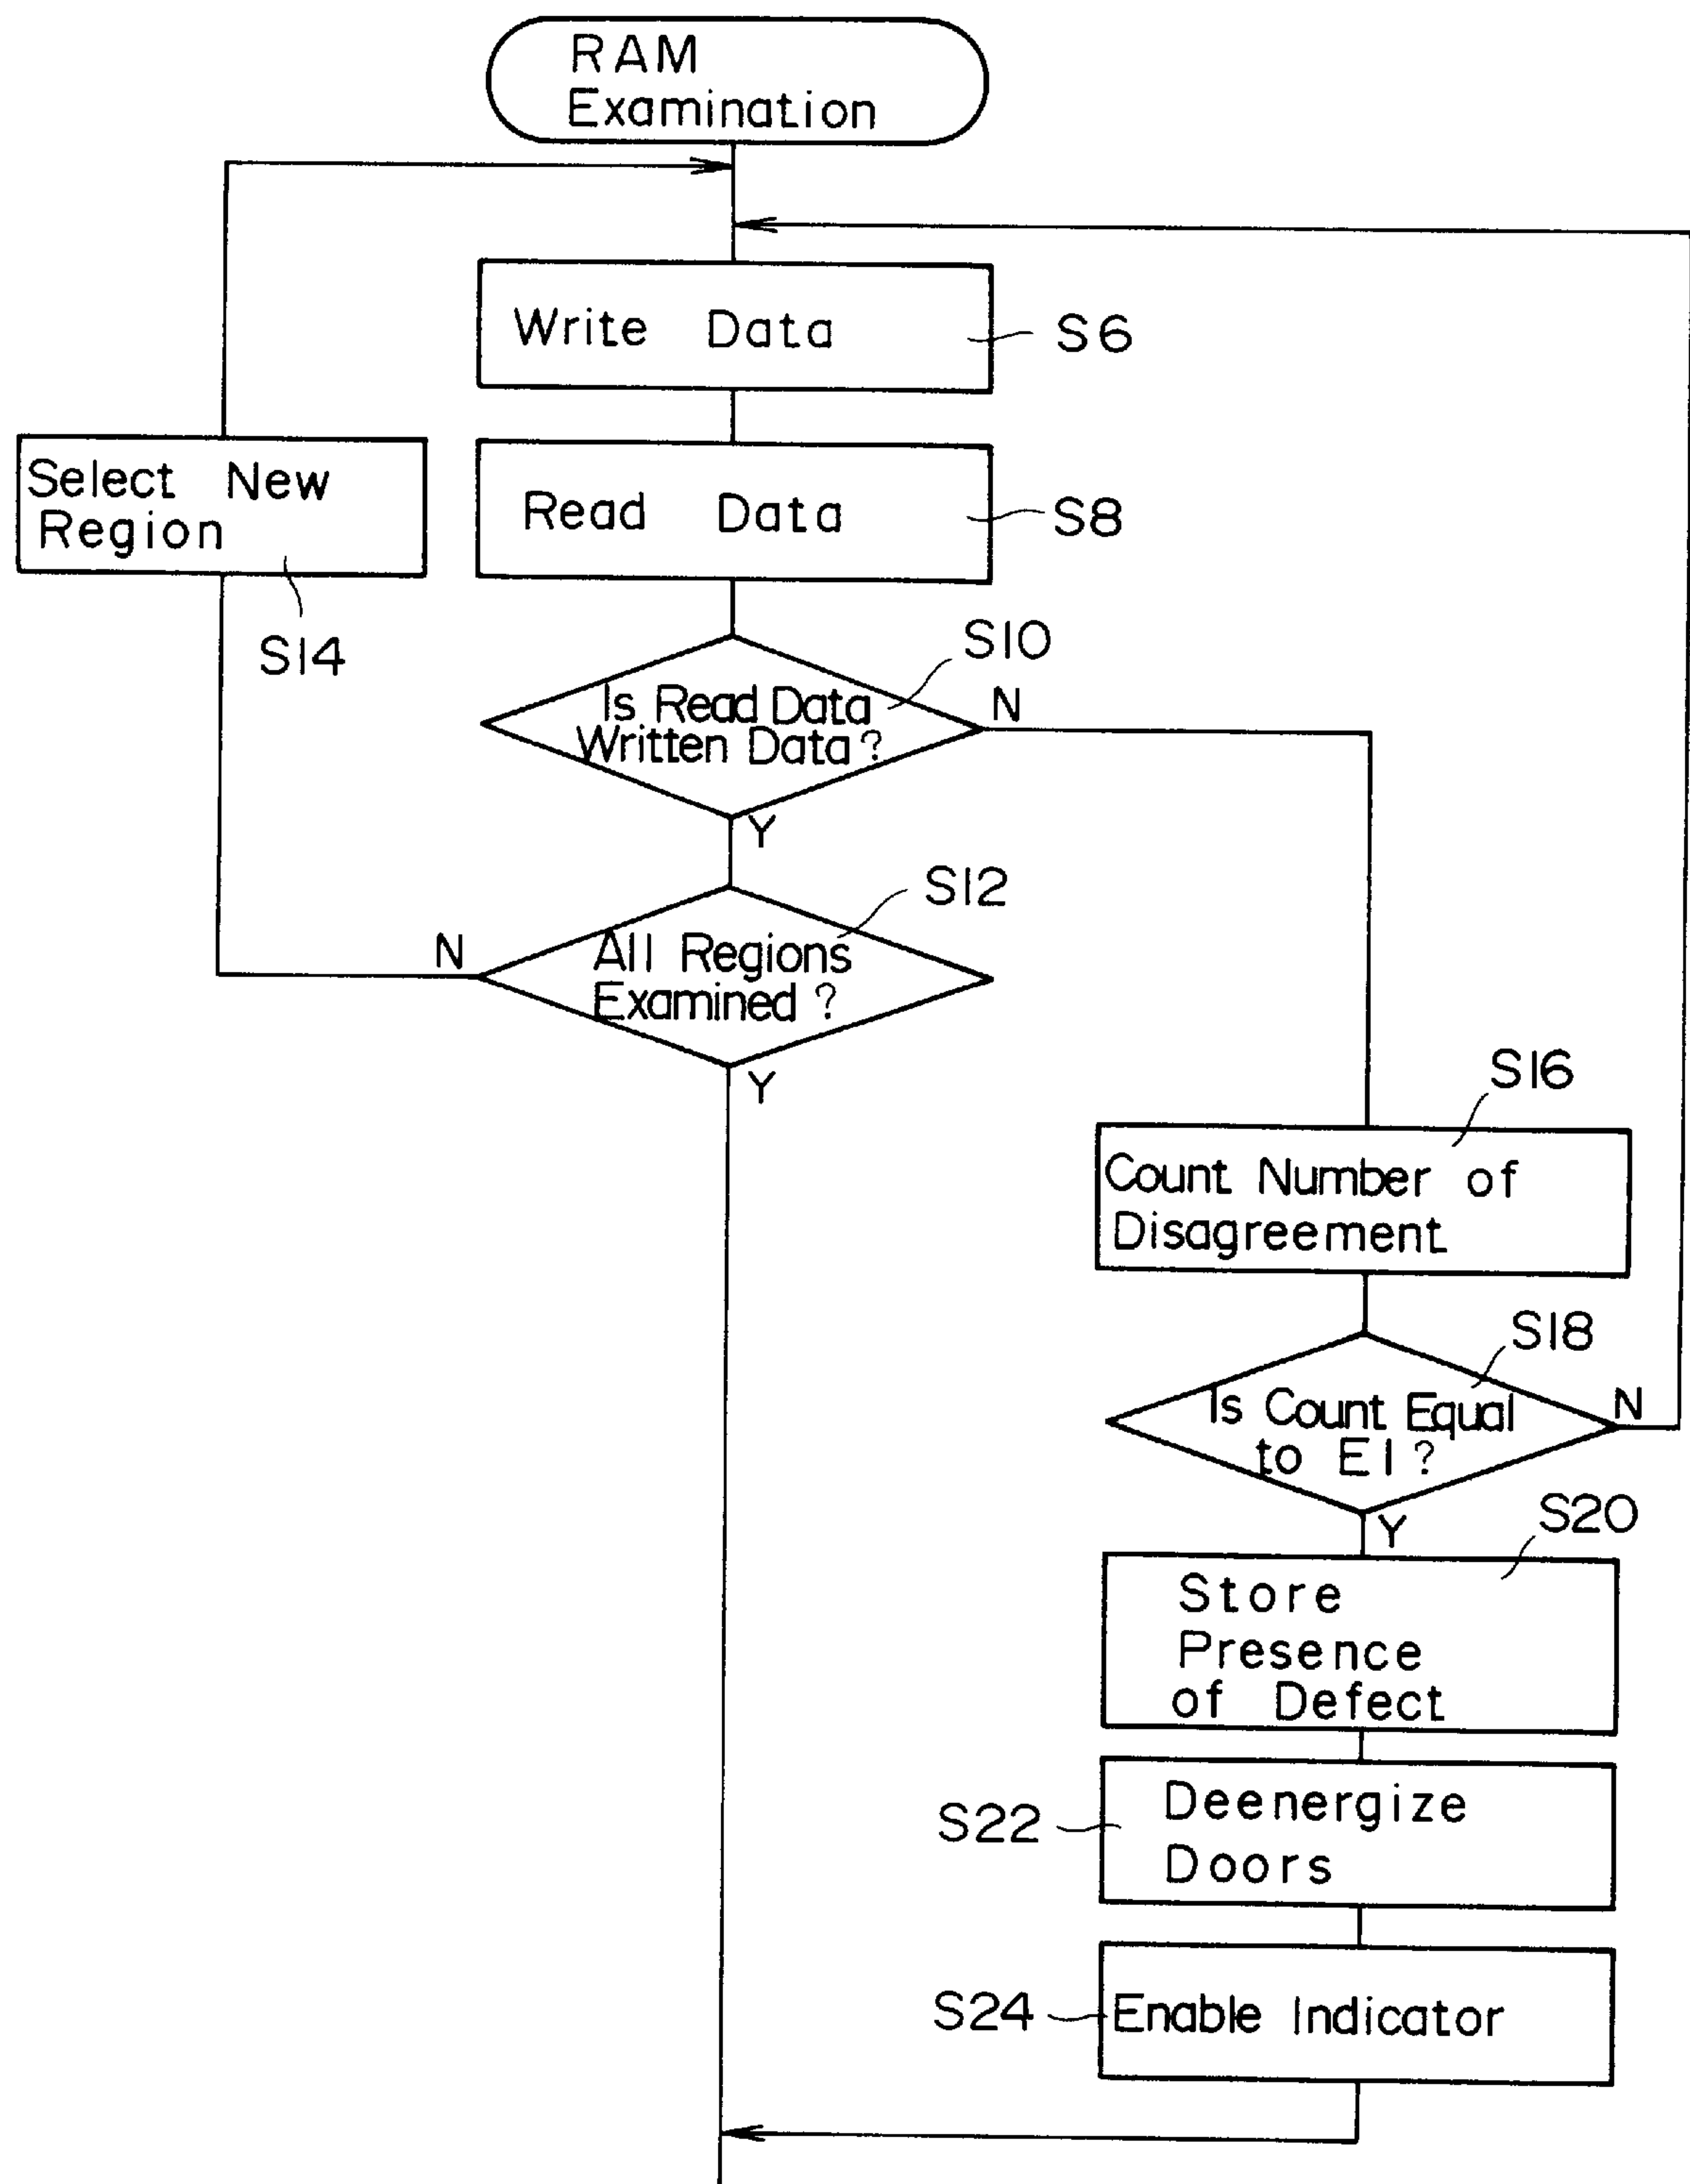 RAM
Examination
Write Data
S6
Select New
Region
S14
Read Data
S8
S10
Is Read Data
Written Data?
N
Y
S12
All Regions
Examined?
N
Y
S16
Count Number of
Disagreement
S18
Is Count Equal
to E1?
N
Y
S20
Store
Presence
of Defect
S22
Deenergize
Doors
S24
Enable Indicator